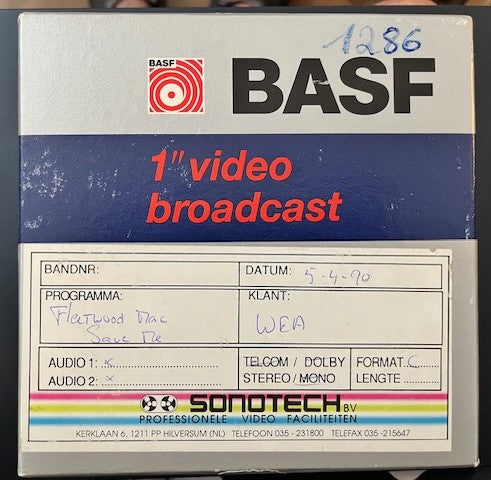 1286
BASF
BASF
1" video
broadcast
BANDNR:
DATUM: 5-4-90
PROGRAMMA:
Fleetwood Mac
Save Me
KLANT:
WEA
AUDIO 1: x
AUDIO 2: x
TELCOM / DOLBY
STEREO / MONO
FORMAT C
LENGTE
SONOTECH BV
PROFESSIONELE VIDEO FACILITEITEN
KERKLAAN 6, 1211 PP HILVERSUM (NL) TELEFOON 035 - 231800 TELEFAX 035 -215647